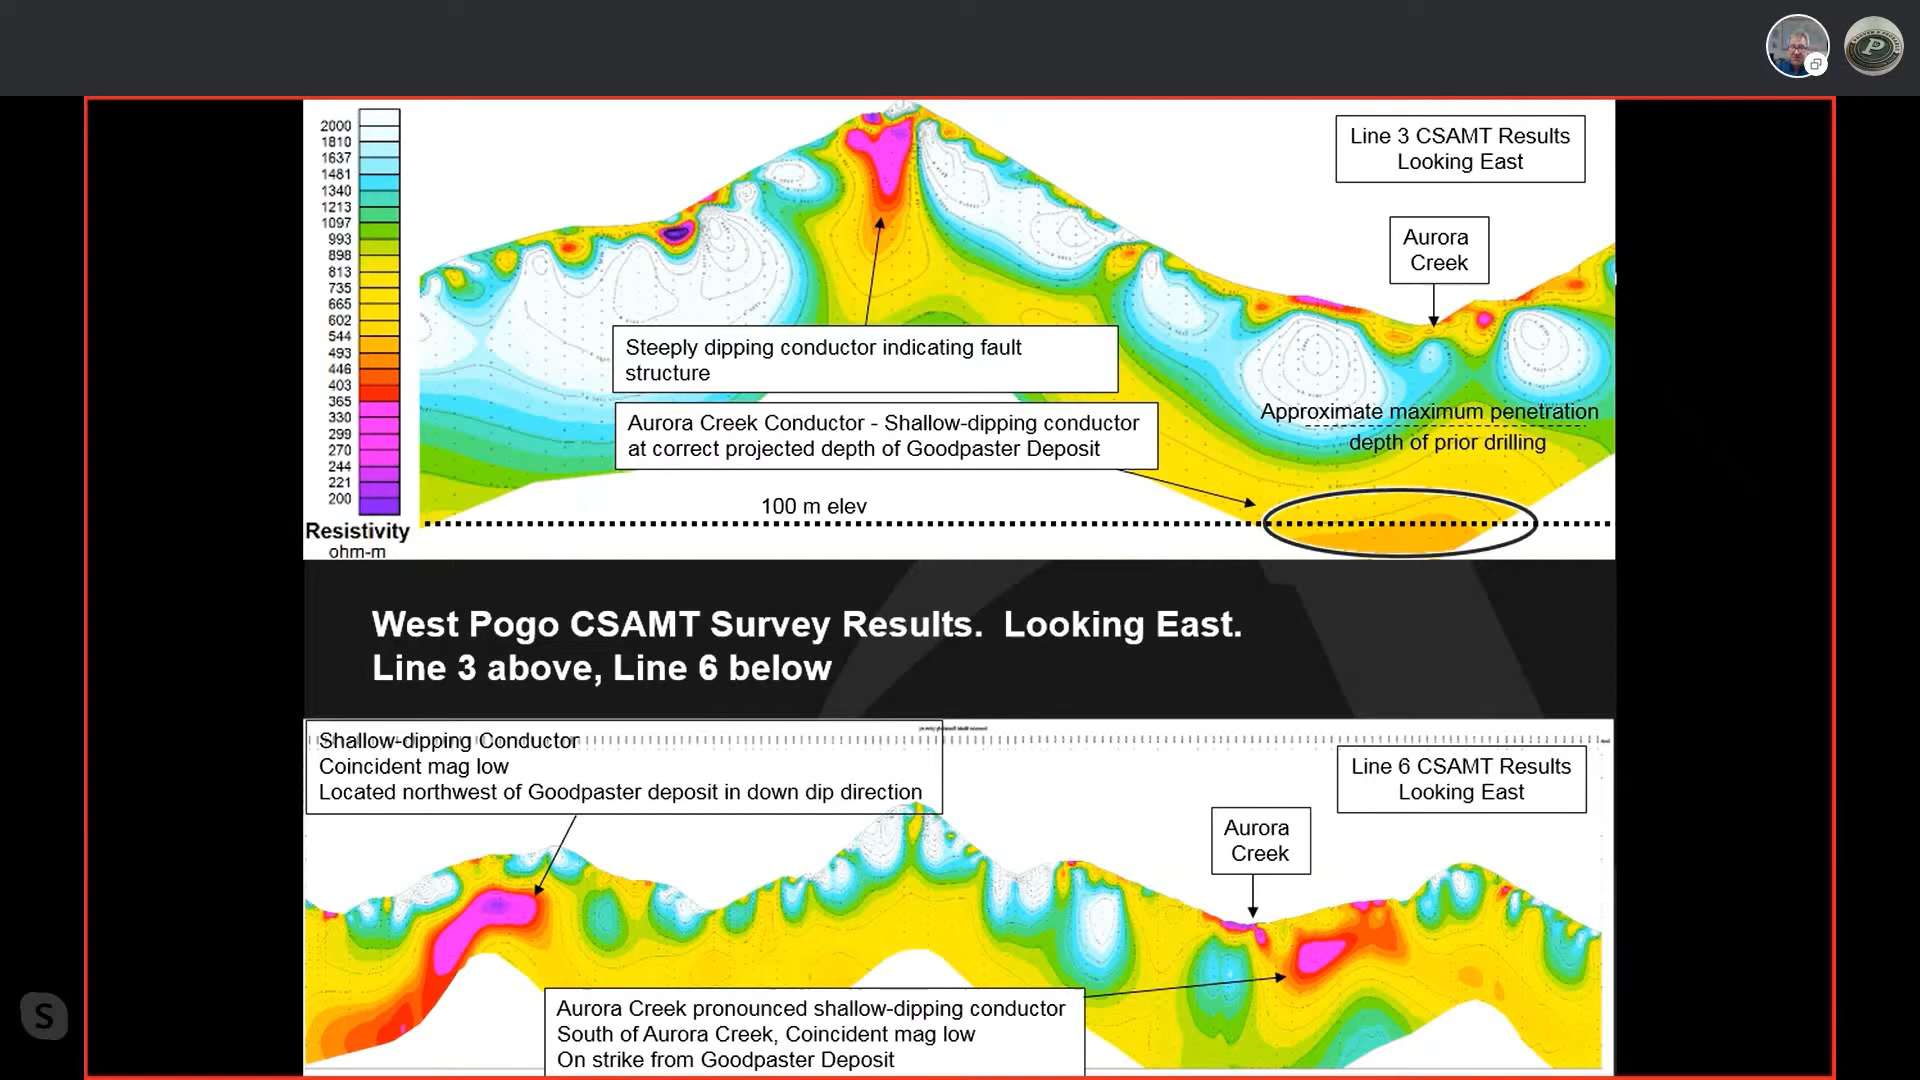 2000
1810
1637
1481
1340
1213
1097
993
898
813
735
665
602
544
493
446
403
365
330
299
270
244
221
200
Resistivity
ohm-m
Line 3 CSAMT Results
Looking East
Aurora
Creek
Steeply dipping conductor indicating fault
structure
Aurora Creek Conductor - Shallow-dipping conductor
at correct projected depth of Goodpaster Deposit
Approximate maximum penetration
depth of prior drilling
100 m elev
West Pogo CSAMT Survey Results. Looking East.
Line 3 above, Line 6 below
Shallow-dipping Conductor
Coincident mag low
Located northwest of Goodpaster deposit in down dip direction
Line 6 CSAMT Results
Looking East
Aurora
Creek
Aurora Creek pronounced shallow-dipping conductor
South of Aurora Creek, Coincident mag low
On strike from Goodpaster Deposit
S
P